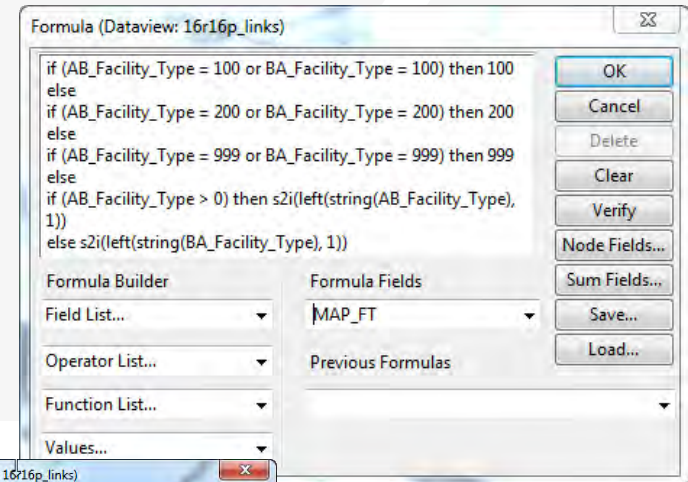 Formula (Dataview: 16r16p_links)
if (AB_Facility_Type = 100 or BA_Facility_Type = 100) then 100
else
if (AB_Facility_Type = 200 or BA_Facility_Type = 200) then 200
else
if (AB_Facility_Type = 999 or BA_Facility_Type = 999) then 999
else
if (AB_Facility_Type > 0) then s2i(left(string(AB_Facility_Type),
1))
else s2i(left(string(BA_Facility_Type), 1))
OK
Cancel
Delete
Clear
Verify
Node Fields...
Sum Fields...
Save...
Load...
Formula Builder
Field List...
Operator List...
Function List...
Values...
Formula Fields
MAP_FT
Previous Formulas
16r16p_links)